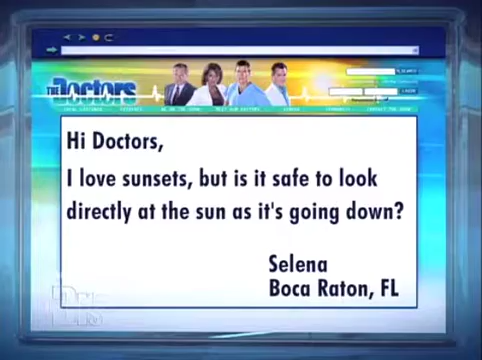 THE Doctors
Hi Doctors,
I love sunsets, but is it safe to look
directly at the sun as it's going down?
Selena
Boca Raton, FL